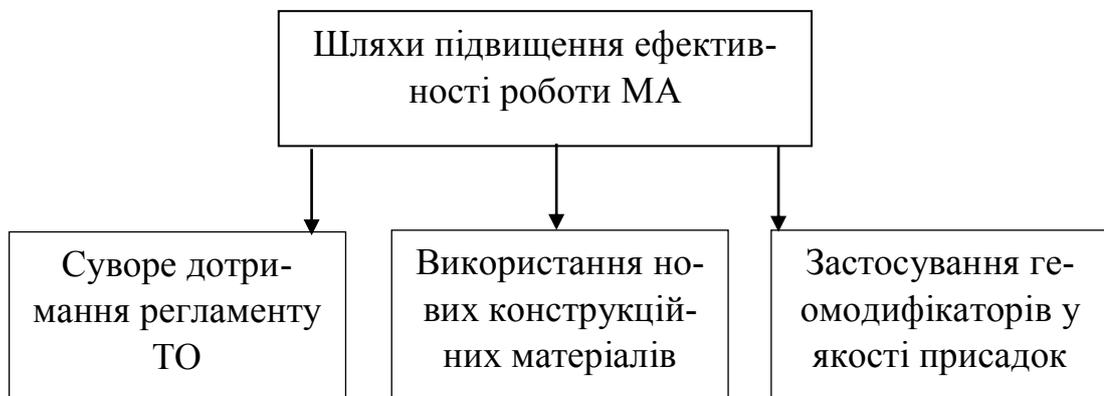 Шляхи підвищення ефектив-
ності роботи МА
Суворе дотри-
мання регламенту
ТО
Використання но-
вих конструкцій-
них матеріалів
Застосування ге-
омодифікаторів у
якості присадок